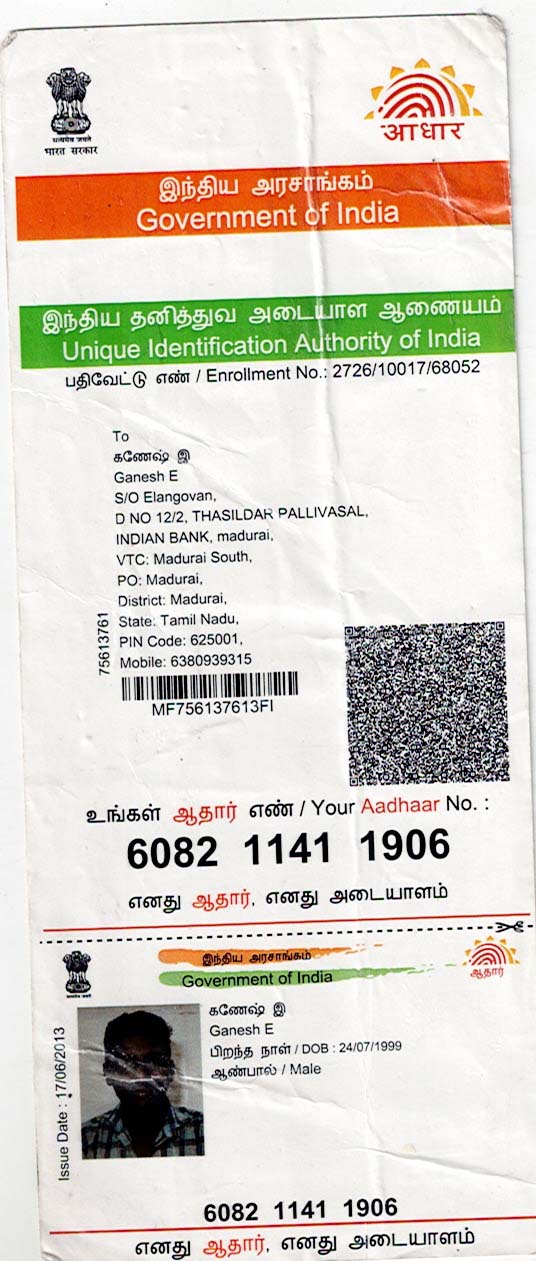 सत्यमेव जयते
भारत सरकार
आधार
இந்திய அரசாங்கம்
Government of India
இந்திய தனித்துவ அடையாள ஆணையம்
Unique Identification Authority of India
பதிவேட்டு எண் / Enrollment No.: 2726/10017/68052
To
கணேஷ் இ
Ganesh E
S/O Elangovan,
D NO 12/2, THASILDAR PALLIVASAL,
INDIAN BANK, madurai,
VTC: Madurai South,
PO: Madurai,
District: Madurai,
State: Tamil Nadu,
PIN Code: 625001,
Mobile: 6380939315
75613761
MF756137613FI
உங்கள் ஆதார் எண் / Your Aadhaar No. :
6082 1141 1906
எனது ஆதார், எனது அடையாளம்
இந்திய அரசாங்கம்
Government of India
ஆதார்
கணேஷ் இ
Ganesh E
பிறந்த நாள் / DOB : 24/07/1999
ஆண்பால் / Male
Issue Date : 17/06/2013
6082 1141 1906
எனது ஆதார், எனது அடையாளம்